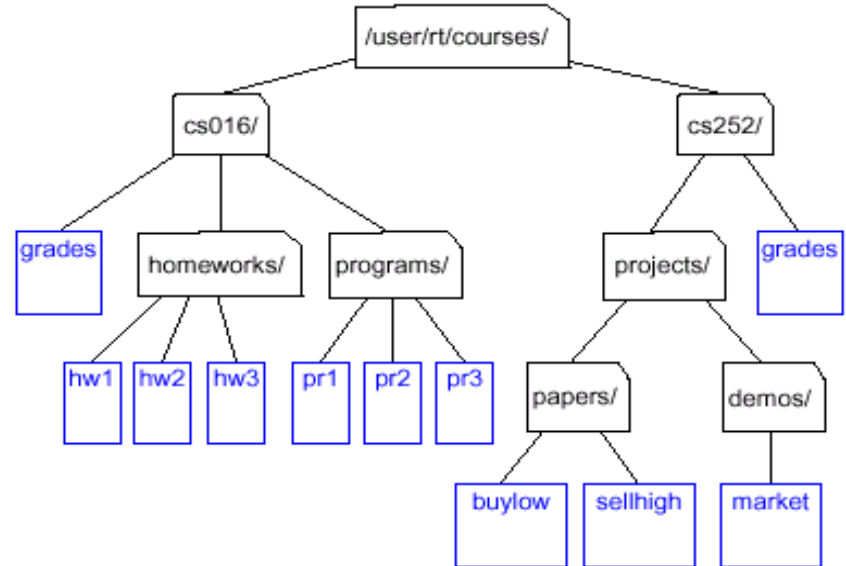 /user/rt/courses/
cs016/
cs252/
grades
homeworks/
programs/
projects/
grades
hw1
hw2
hw3
pr1
pr2
pr3
papers/
demos/
buylow
sellhigh
market